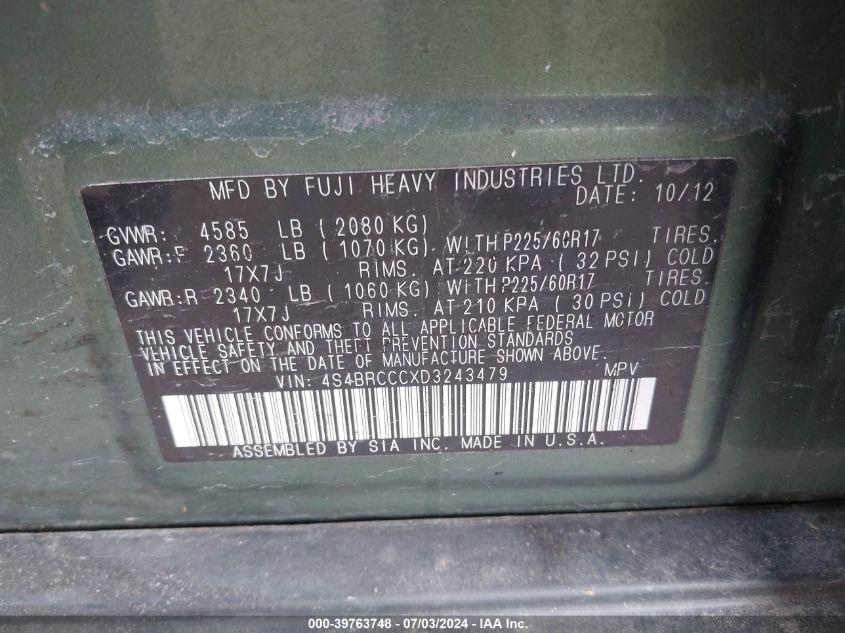 MFD BY FUJI HEAVY INDUSTRIES LTD.
DATE: 10/12
GVWR: 4585 LB ( 2080 KG)
GAWR: F 2360 LB ( 1070 KG) WITH P225/60R17 TIRES.
17X7J RIMS. AT 220 KPA ( 32 PSI) COLD
GAWR: R 2340 LB ( 1060 KG) WITH P225/60R17 TIRES.
17X7J RIMS. AT 210 KPA ( 30 PSI) COLD
THIS VEHICLE CONFORMS TO ALL APPLICABLE FEDERAL MOTOR
VEHICLE SAFETY AND THEFT PREVENTION STANDARDS
IN EFFECT ON THE DATE OF MANUFACTURE SHOWN ABOVE.
VIN: 4S4BRCCCXD3243479 MPV
ASSEMBLED BY SIA INC. MADE IN U.S.A.
000-39763748 - 07/03/2024 - IAA Inc.